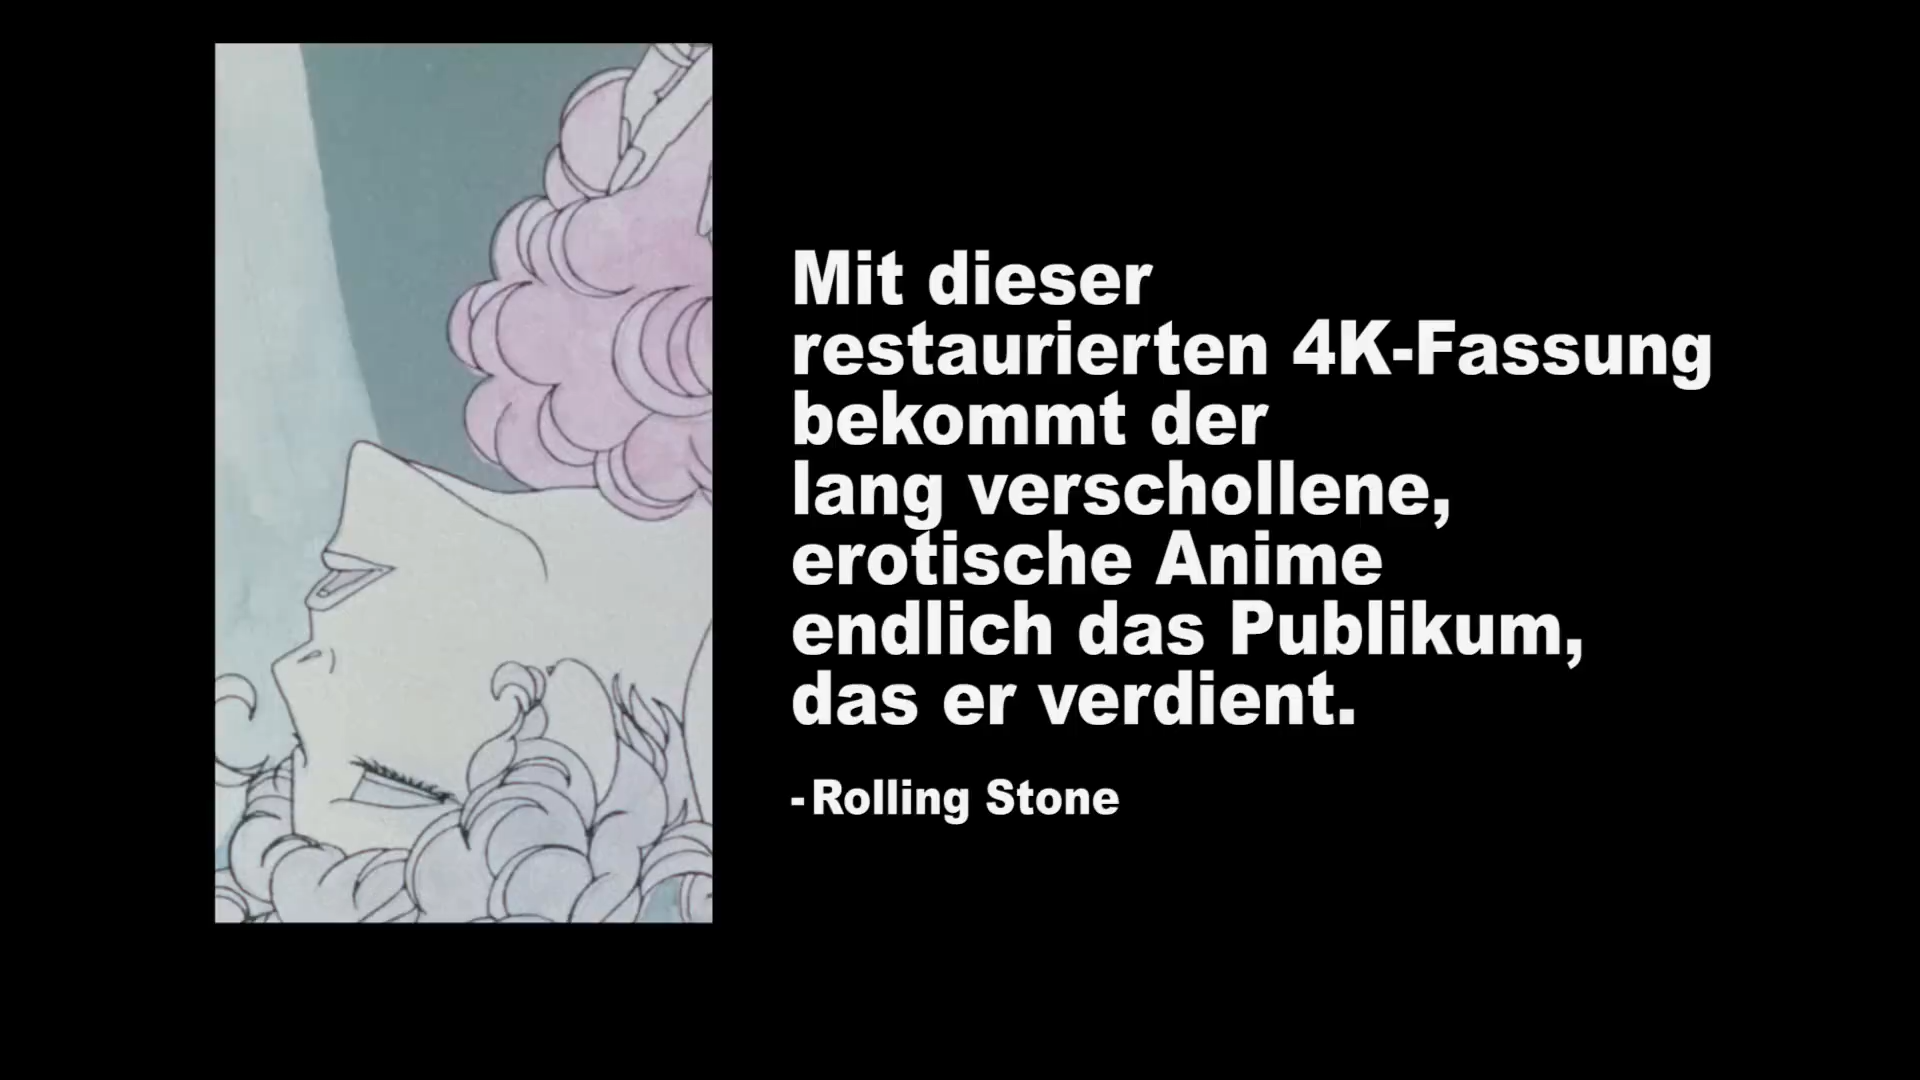 Mit dieser
restaurierten 4K-Fassung
bekommt der
lang verschollene,
erotische Anime
endlich das Publikum,
das er verdient.
-Rolling Stone